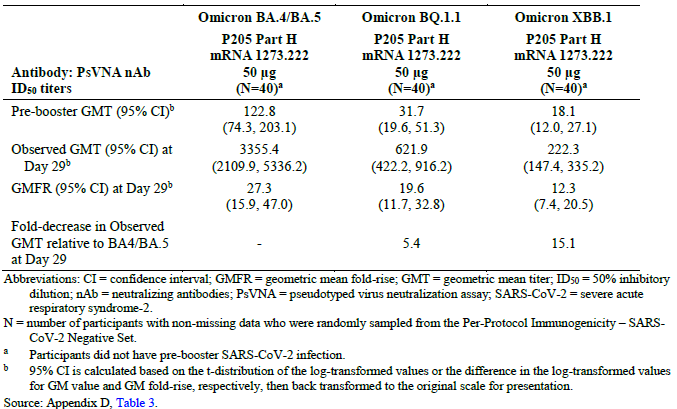 Omicron BA.4/BA.5 Omicron BQ.1.1 Omicron XBB.1
P205 Part H P205 Part H P205 Part H
mRNA 1273.222 mRNA 1273.222 mRNA 1273.222
Antibody: PsVNA nAb 50 µg 50 µg 50 µg
ID50 titers (N=40)a (N=40)a (N=40)a
Pre-booster GMT (95% CI)b 122.8 31.7 18.1
(74.3, 203.1) (19.6, 51.3) (12.0, 27.1)
Observed GMT (95% CI) at 3355.4 621.9 222.3
Day 29b (2109.9, 5336.2) (422.2, 916.2) (147.4, 335.2)
GMFR (95% CI) at Day 29b 27.3 19.6 12.3
(15.9, 47.0) (11.7, 32.8) (7.4, 20.5)
Fold-decrease in Observed
GMT relative to BA4/BA.5 - 5.4 15.1
at Day 29
Abbreviations: CI = confidence interval; GMFR = geometric mean fold-rise; GMT = geometric mean titer; ID50 = 50% inhibitory
dilution; nAb = neutralizing antibodies; PsVNA = pseudotyped virus neutralization assay; SARS-CoV-2 = severe acute
respiratory syndrome-2.
N = number of participants with non-missing data who were randomly sampled from the Per-Protocol Immunogenicity – SARS-
CoV-2 Negative Set.
a Participants did not have pre-booster SARS-CoV-2 infection.
b 95% CI is calculated based on the t-distribution of the log-transformed values or the difference in the log-transformed values
for GM value and GM fold-rise, respectively, then back transformed to the original scale for presentation.
Source: Appendix D, Table 3.